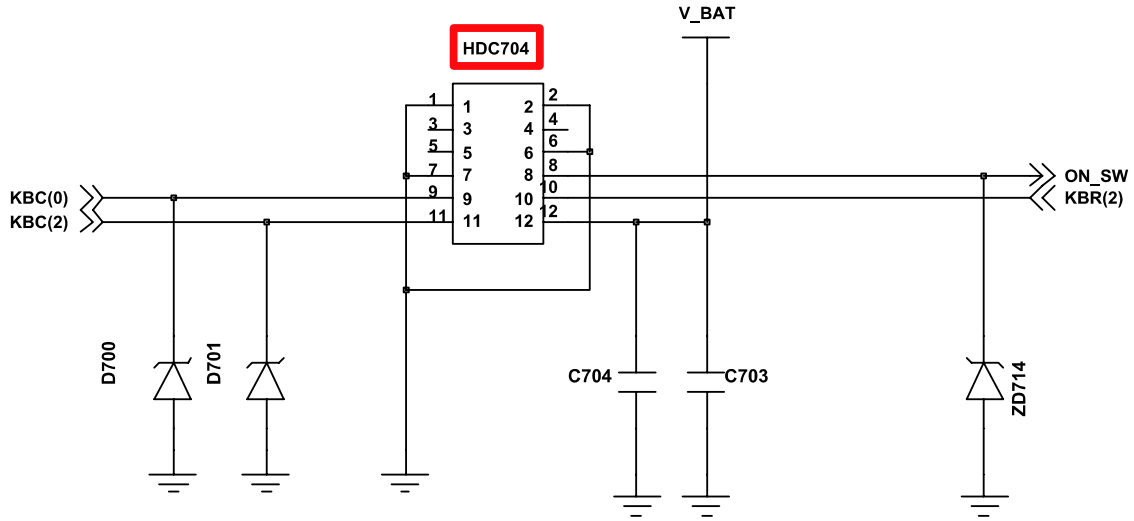 V_BAT
HDC704
1 1 2 2
3 3 4 4
5 5 6 6
7 7 8 8
ON_SW
KBC(0)
9 9 10 10
KBR(2)
KBC(2)
11 11 12 12
D700
D701
C704
C703
ZD714